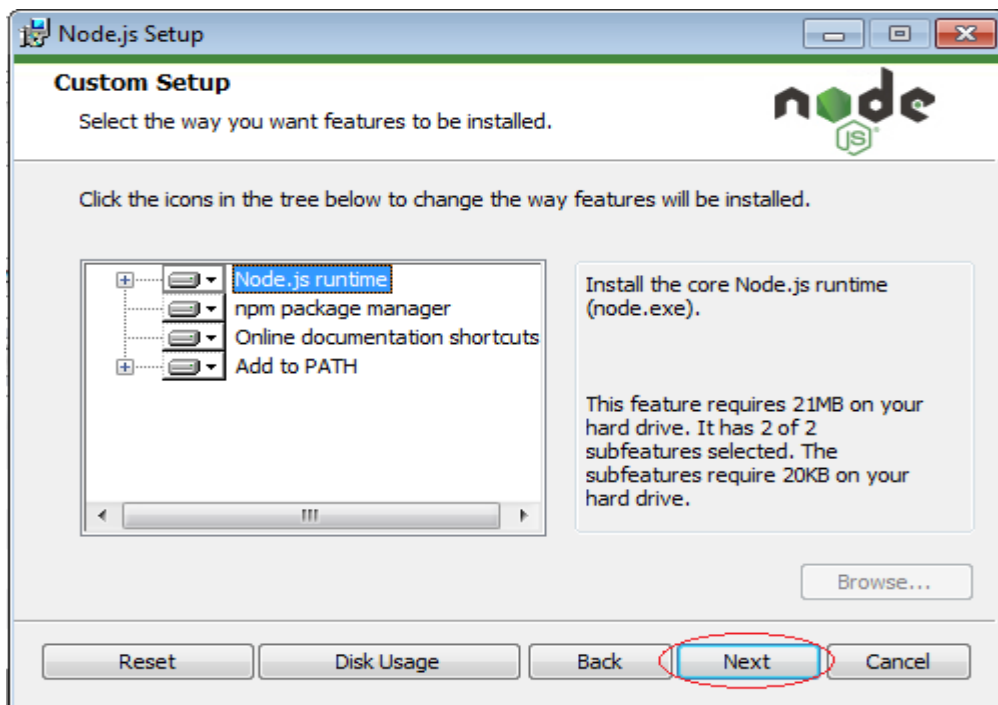 Node.js Setup
Custom Setup
Select the way you want features to be installed.
node
JS
Click the icons in the tree below to change the way features will be installed.
Node.js runtime
npm package manager
Online documentation shortcuts
Add to PATH
Install the core Node.js runtime
(node.exe).
This feature requires 21MB on your
hard drive. It has 2 of 2
subfeatures selected. The
subfeatures require 20KB on your
hard drive.
Browse...
Reset
Disk Usage
Back
Next
Cancel